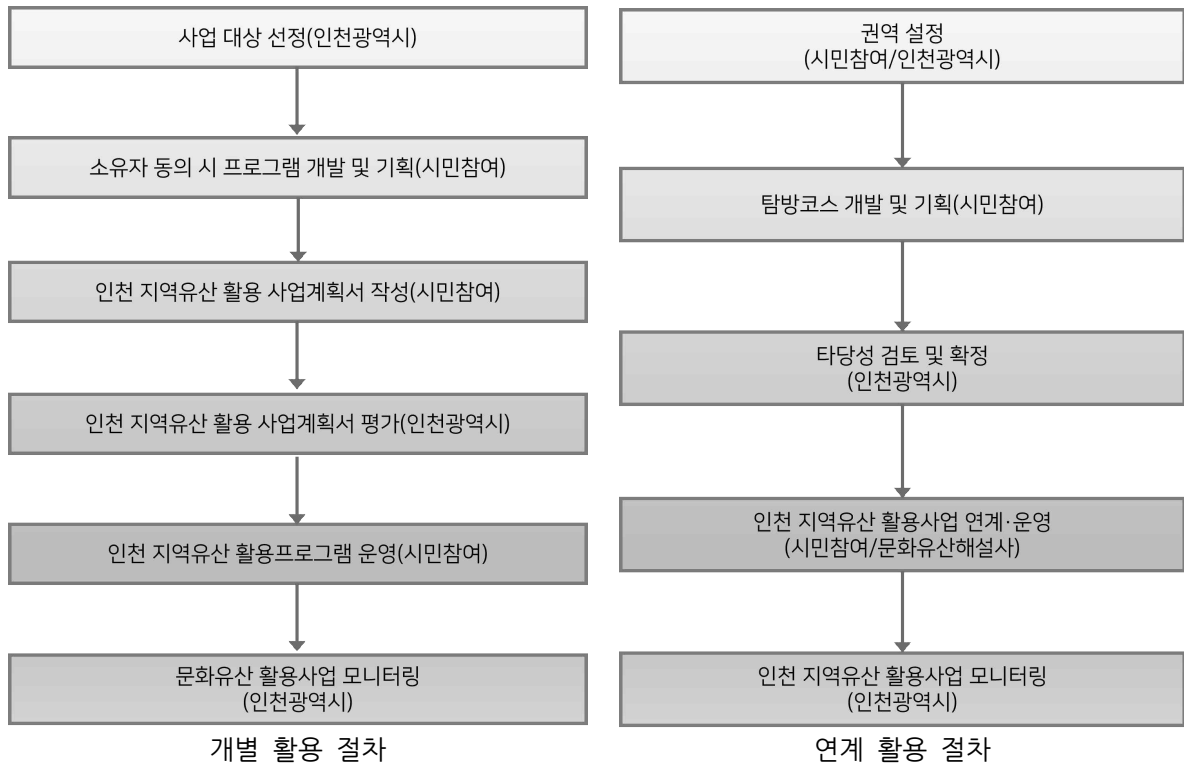 사업 대상 선정(인천광역시)
소유자 동의 시 프로그램 개발 및 기획(시민참여)
인천 지역유산 활용 사업계획서 작성(시민참여)
인천 지역유산 활용 사업계획서 평가(인천광역시)
인천 지역유산 활용프로그램 운영(시민참여)
문화유산 활용사업 모니터링
(인천광역시)
개별 활용 절차
권역 설정
(시민참여/인천광역시)
탐방코스 개발 및 기획(시민참여)
타당성 검토 및 확정
(인천광역시)
인천 지역유산 활용사업 연계·운영
(시민참여/문화유산해설사)
인천 지역유산 활용사업 모니터링
(인천광역시)
연계 활용 절차